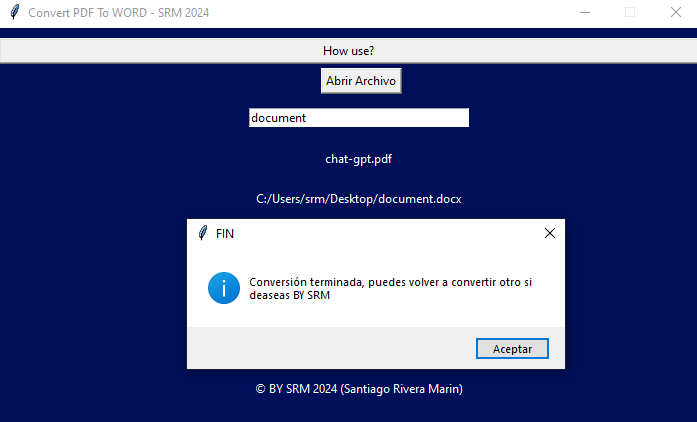 Convert PDF To WORD - SRM 2024
How use?
Abrir Archivo
document
chat-gpt.pdf
C:/Users/srm/Desktop/document.docx
FIN
Conversión terminada, puedes volver a convertir otro si
deaseas BY SRM
Aceptar
© BY SRM 2024 (Santiago Rivera Marin)